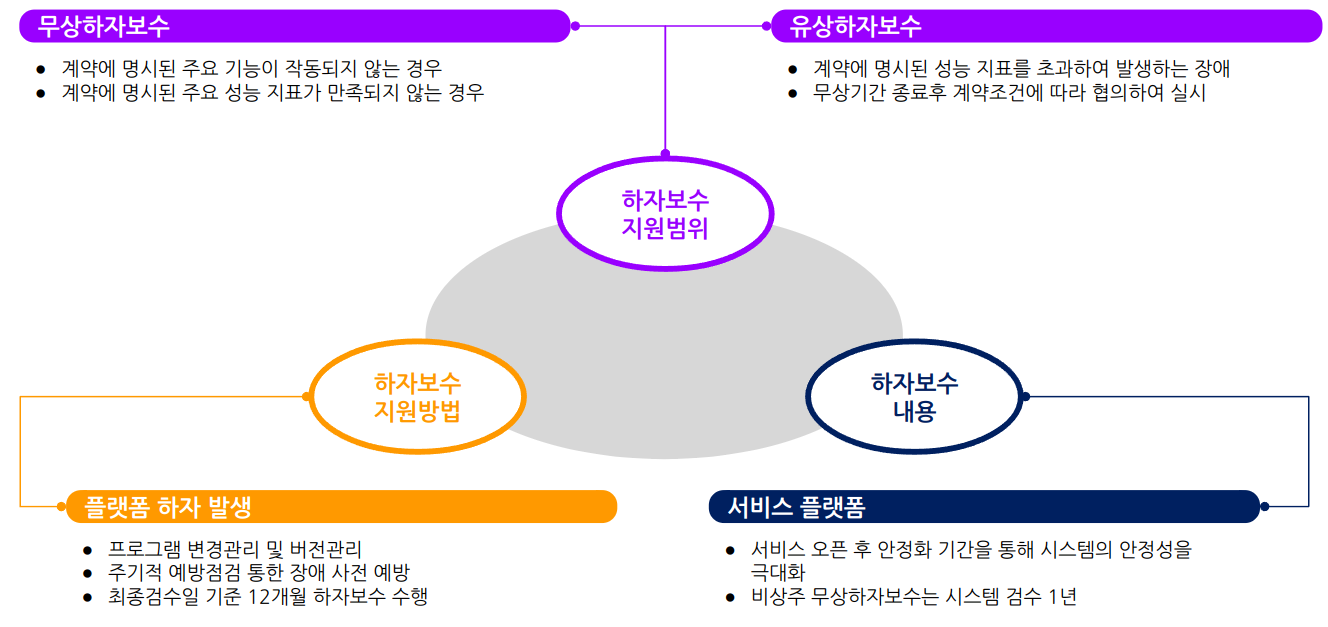 무상하자보수
유상하자보수
● 계약에 명시된 주요 기능이 작동되지 않는 경우
● 계약에 명시된 주요 성능 지표가 만족되지 않는 경우
● 계약에 명시된 성능 지표를 초과하여 발생하는 장애
● 무상기간 종료후 계약조건에 따라 협의하여 실시
하자보수
지원범위
하자보수
지원방법
하자보수
내용
플랫폼 하자 발생
● 프로그램 변경관리 및 버전관리
● 주기적 예방점검 통한 장애 사전 예방
● 최종검수일 기준 12개월 하자보수 수행
서비스 플랫폼
● 서비스 오픈 후 안정화 기간을 통해 시스템의 안정성을
극대화
● 비상주 무상하자보수는 시스템 검수 1년